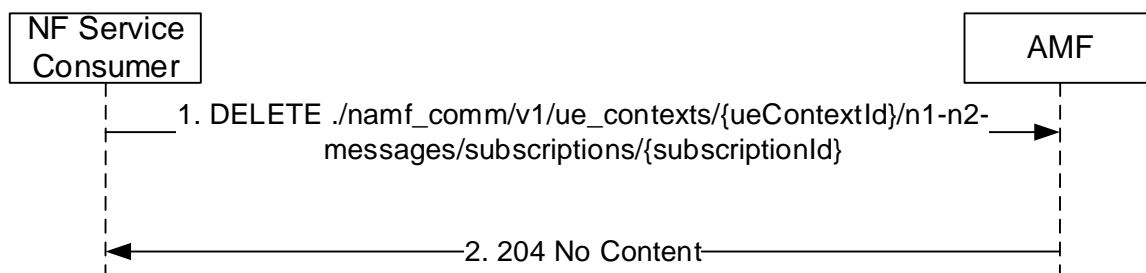 NF Service
Consumer
AMF
1. DELETE ./namf_comm/v1/ue_contexts/{ueContextId}/n1-n2-
messages/subscriptions/{subscriptionId}
2. 204 No Content